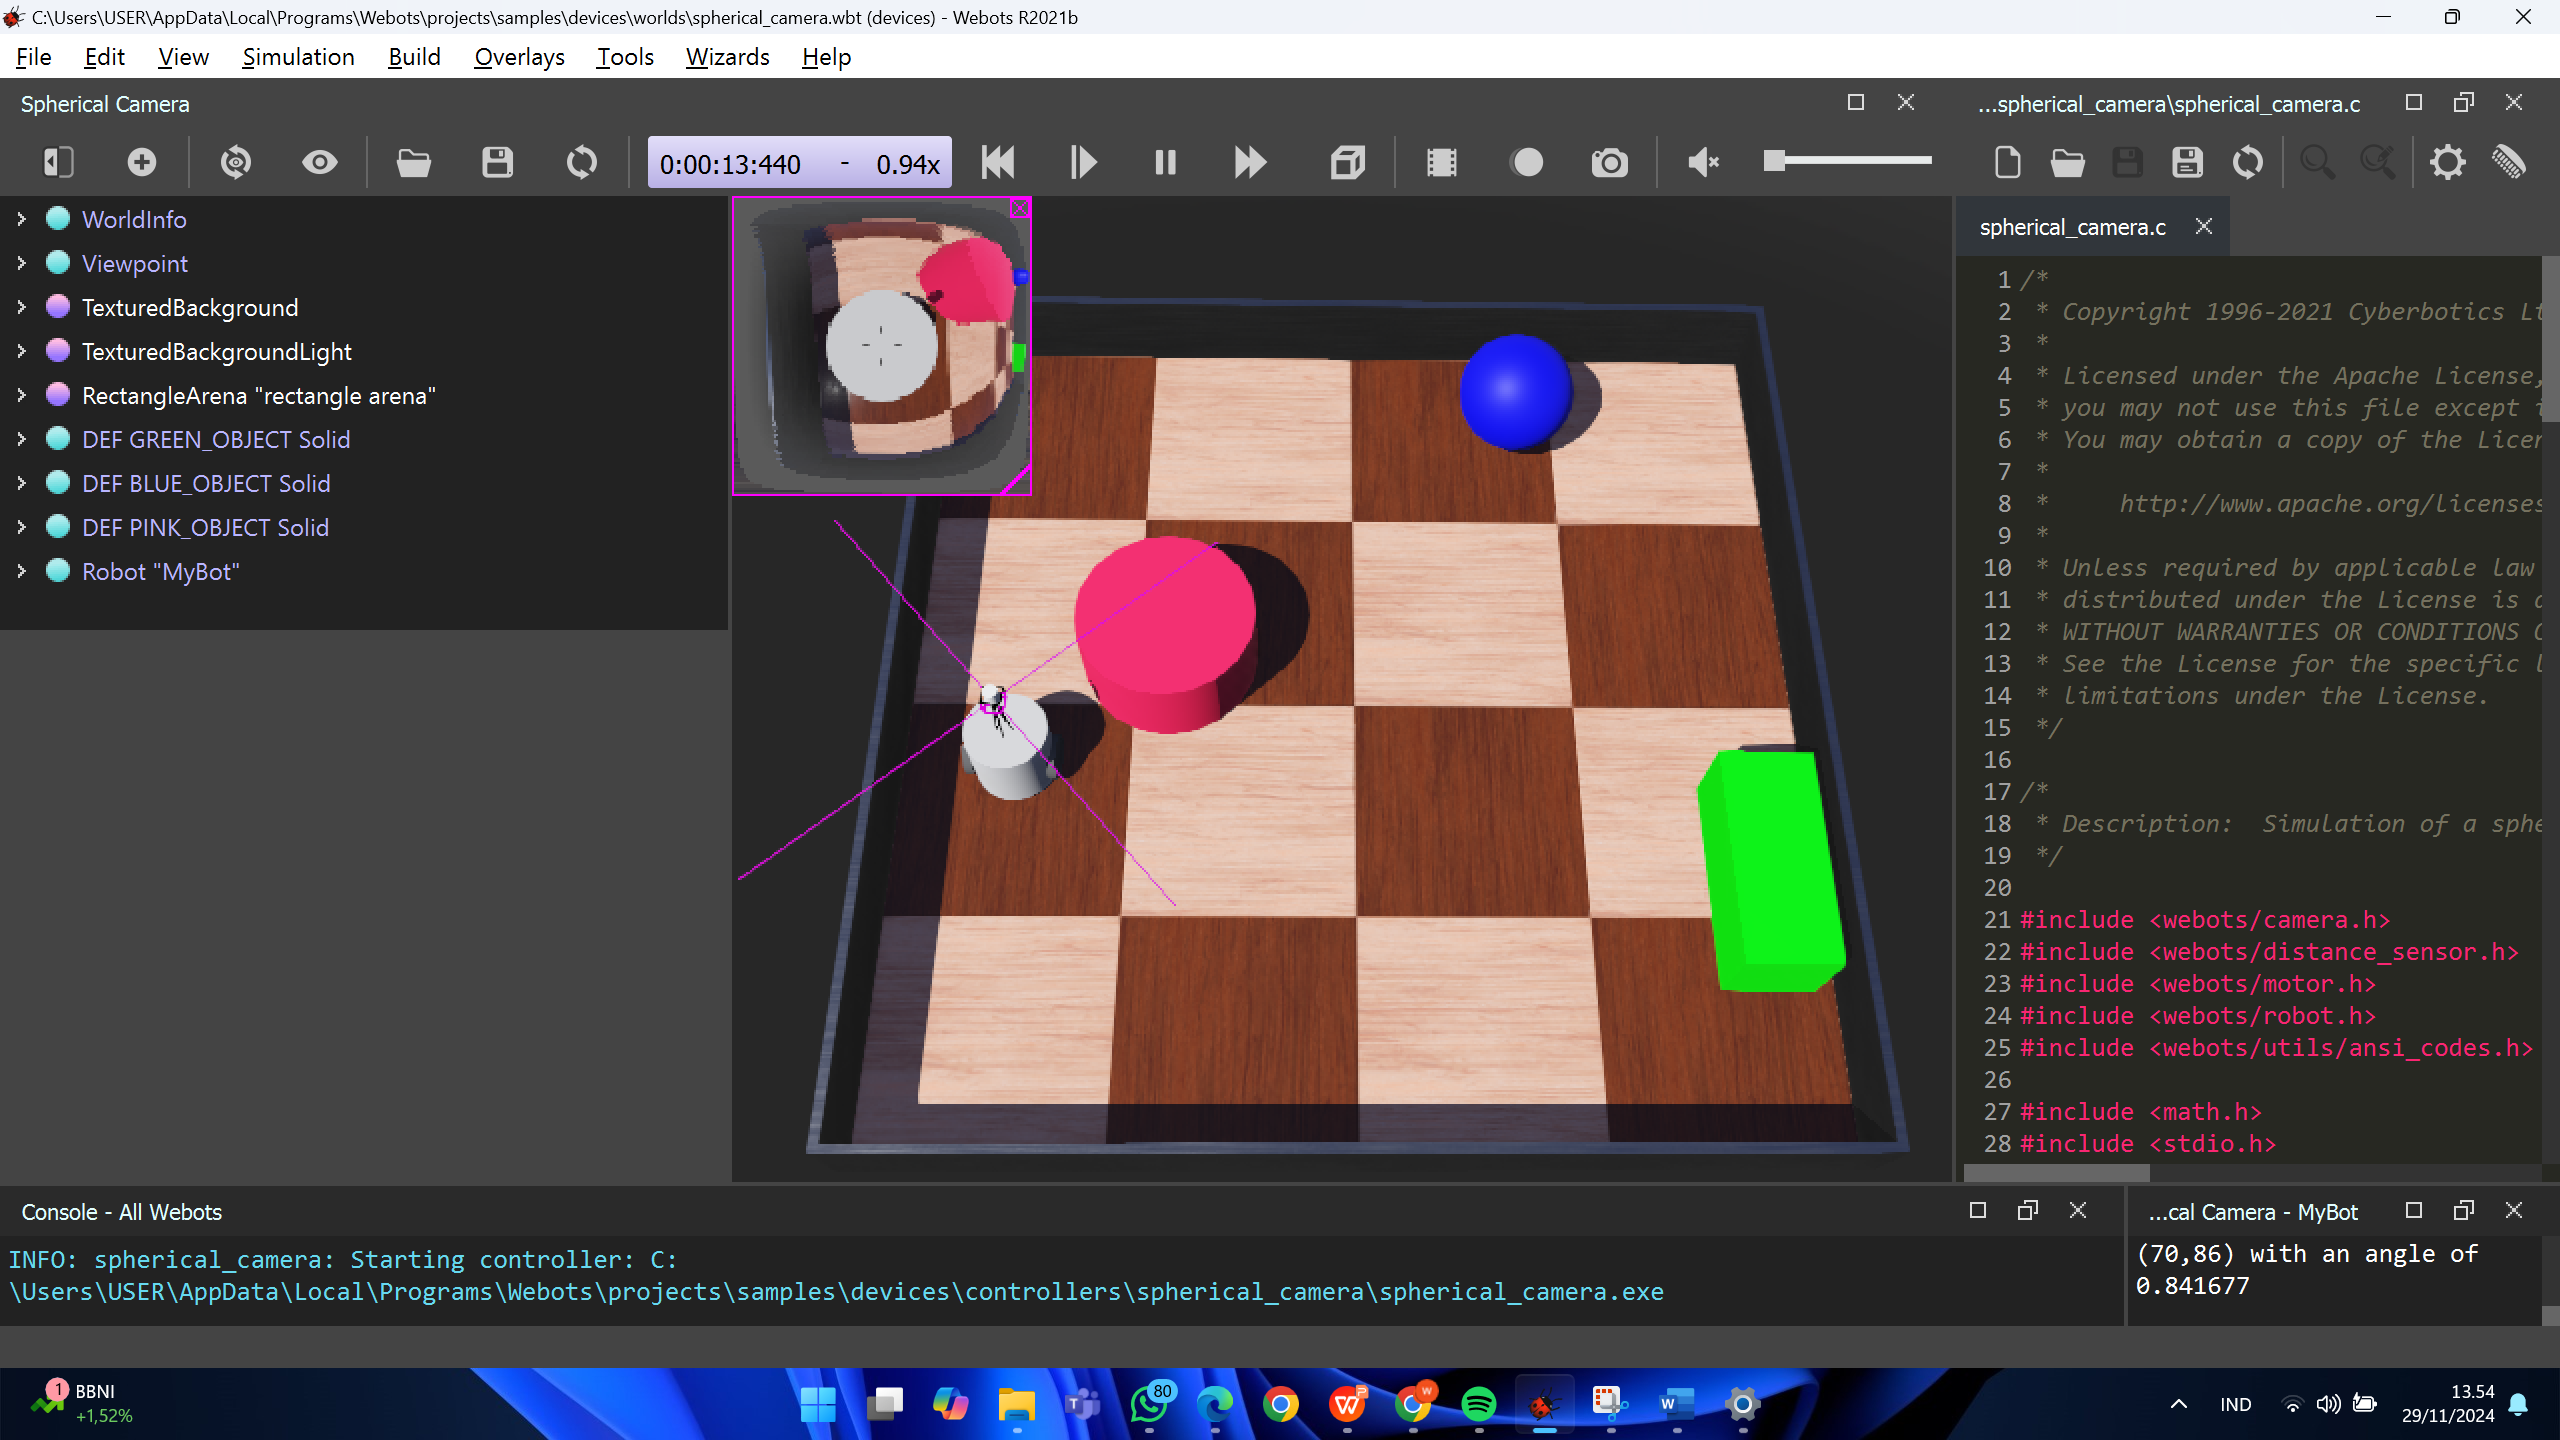 C:\Users\USER\AppData\Local\Programs\Webots\projects\samples\devices\worlds\spherical_camera.wbt (devices) - Webots R2021b
File Edit View Simulation Build Overlays Tools Wizards Help
Spherical Camera
0:00:13:440 - 0.94x
WorldInfo
Viewpoint
TexturedBackground
TexturedBackgroundLight
RectangleArena "rectangle arena"
DEF GREEN_OBJECT Solid
DEF BLUE_OBJECT Solid
DEF PINK_OBJECT Solid
Robot "MyBot"
...spherical_camera\spherical_camera.c
spherical_camera.c
1 /*
2 * Copyright 1996-2021 Cyberbotics Lt
3 *
4 * Licensed under the Apache License,
5 * you may not use this file except i
6 * You may obtain a copy of the Licen
7 *
8 * http://www.apache.org/licenses
9 *
10 * Unless required by applicable law
11 * distributed under the License is
12 * WITHOUT WARRANTIES OR CONDITIONS
13 * See the License for the specific l
14 * limitations under the License.
15 */
16
17 /*
18 * Description: Simulation of a sphe
19 */
20
21 #include <webots/camera.h>
22 #include <webots/distance_sensor.h>
23 #include <webots/motor.h>
24 #include <webots/robot.h>
25 #include <webots/utils/ansi_codes.h>
26
27 #include <math.h>
28 #include <stdio.h>
Console - All Webots
INFO: spherical_camera: Starting controller: C:
\Users\USER\AppData\Local\Programs\Webots\projects\samples\devices\controllers\spherical_camera\spherical_camera.exe
...cal Camera - MyBot
(70,86) with an angle of
0.841677
1
BBNI
+1,52%
80
IND
13.54
29/11/2024